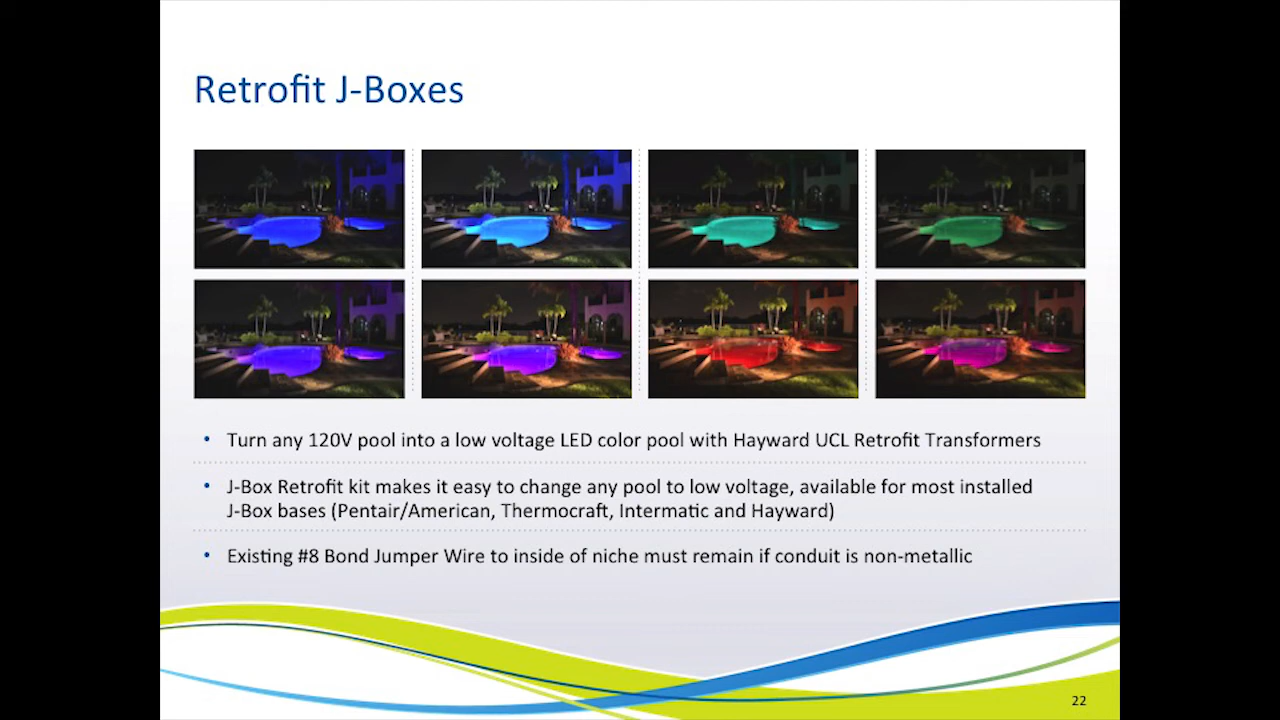 Retrofit J-Boxes
• Turn any 120V pool into a low voltage LED color pool with Hayward UCL Retrofit Transformers
• J-Box Retrofit kit makes it easy to change any pool to low voltage, available for most installed
J-Box bases (Pentair/American, Thermocraft, Intermatic and Hayward)
• Existing #8 Bond Jumper Wire to inside of niche must remain if conduit is non-metallic
22